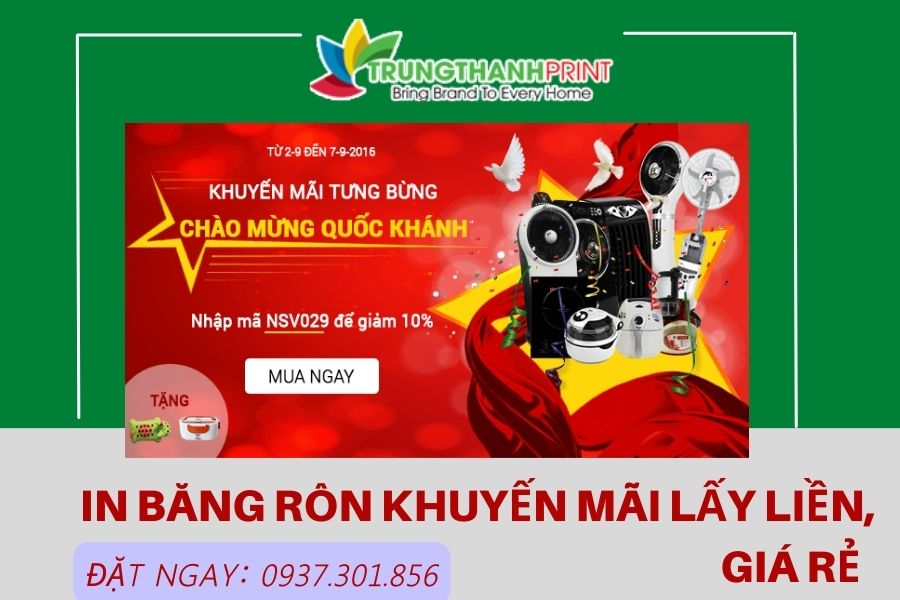 TRUNGTHANHPRINT
Bring Brand To Every Home
TỪ 2-9 ĐẾN 7-9-2016
KHUYẾN MÃI TƯNG BỪNG
CHÀO MỪNG QUỐC KHÁNH
Nhập mã NSV029 để giảm 10%
MUA NGAY
TẶNG
IN BĂNG RÔN KHUYẾN MÃI LẤY LIỀN,
GIÁ RẺ
ĐẶT NGAY: 0937.301.856